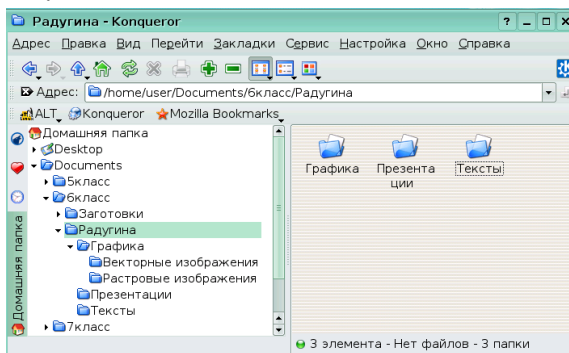 Радугина - Konqueror
Адрес Правка Вид Перейти Закладки Сервис Настройка Окно Справка
Адрес: /home/user/Documents/6класс/Радугина
ALT Konqueror Mozilla Bookmarks
Домашняя папка
Домашняя папка
Desktop
Documents
5класс
6класс
Заготовки
Радугина
Графика
Векторные изображения
Растровые изображения
Презентации
Тексты
7класс
Графика Презента Тексты
ции
3 элемента - Нет файлов - 3 папки